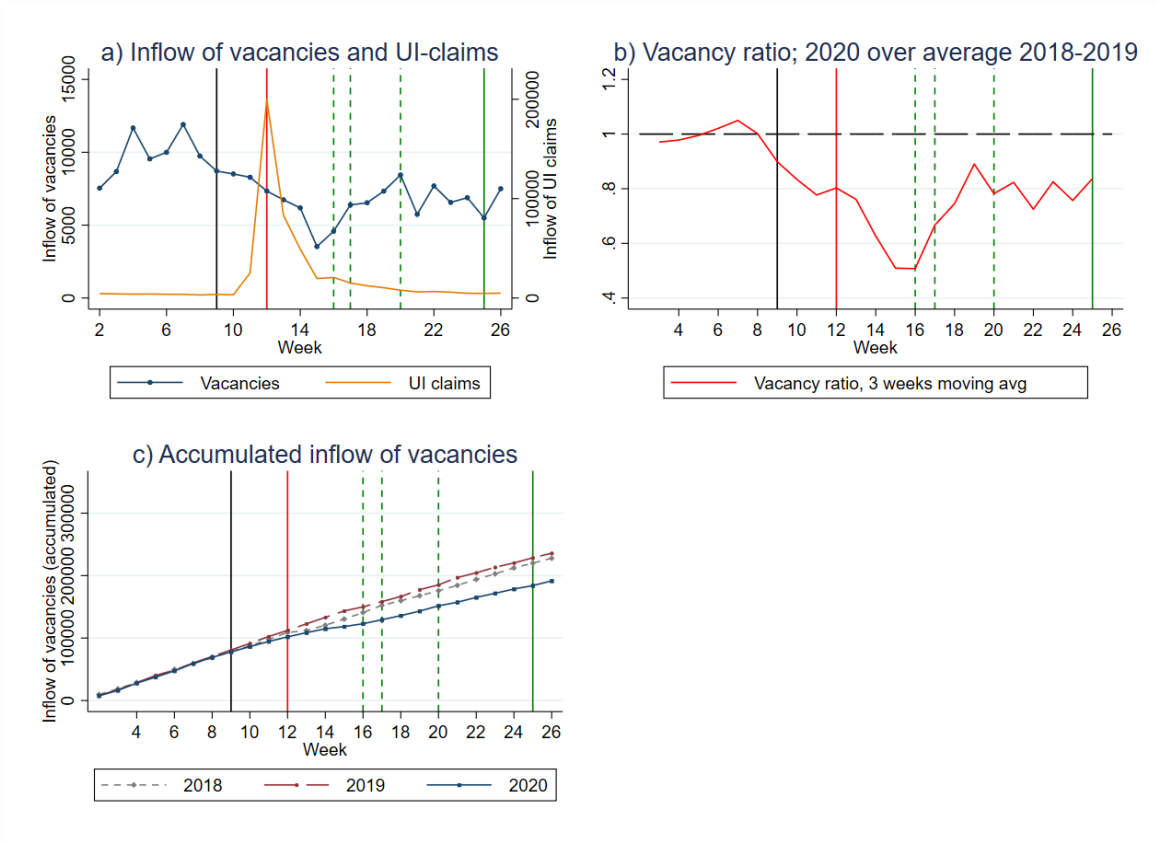 a) Inflow of vacancies and UI-claims
Inflow of vacancies
0 5000 10000 15000
Inflow of UI claims
0 100000 200000
2 6 10 14 18 22 26
Week
Vacancies UI claims
b) Vacancy ratio; 2020 over average 2018-2019
.4 .6 .8 1 1.2
4 6 8 10 12 14 16 18 20 22 24 26
Week
Vacancy ratio, 3 weeks moving avg
c) Accumulated inflow of vacancies
Inflow of vacancies (accumulated)
0 100000 200000 300000
4 6 8 10 12 14 16 18 20 22 24 26
Week
2018 2019 2020